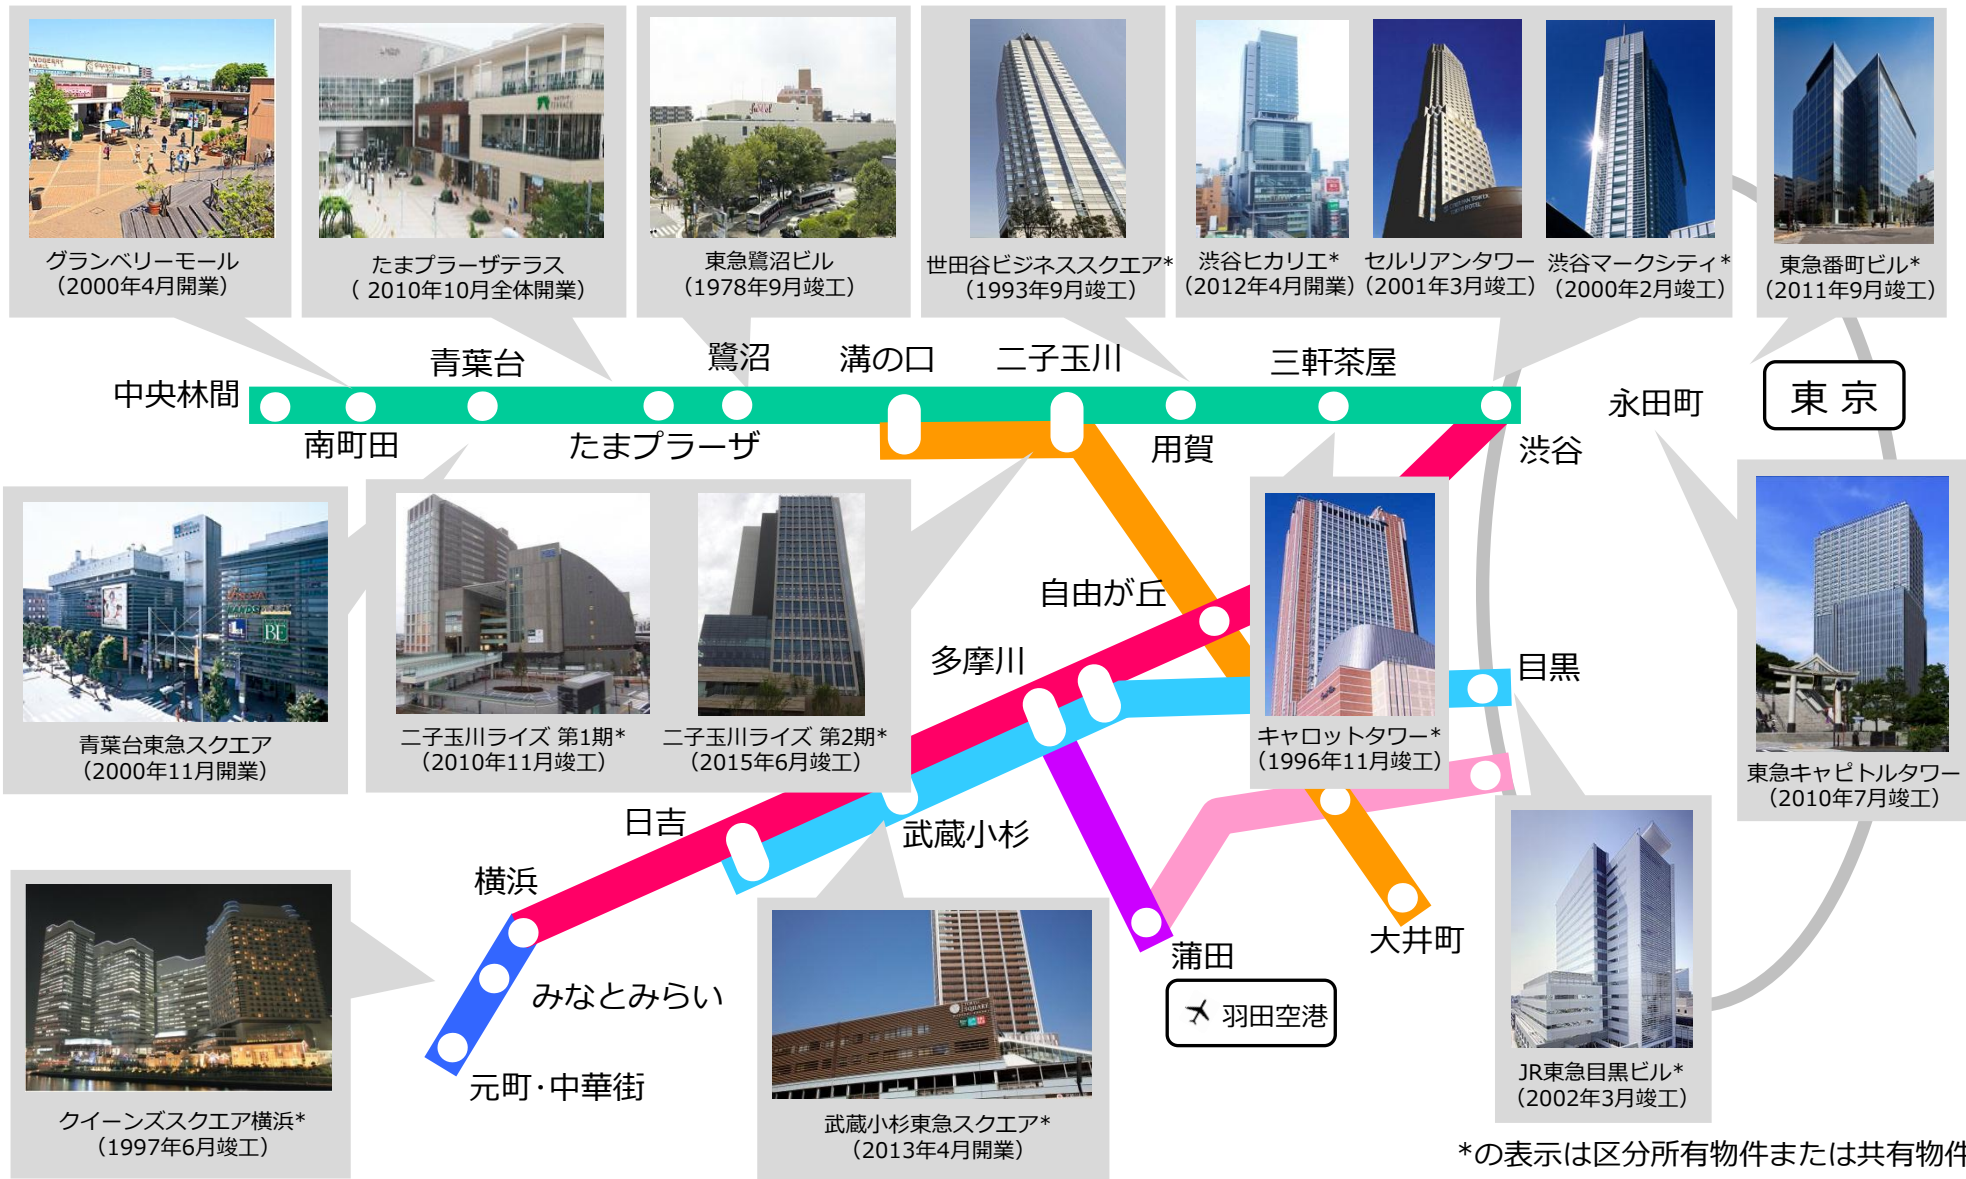 グランベリーモール
（2000年4月開業）
たまプラーザテラス
（ 2010年10月全体開業）
東急鷺沼ビル
（1978年9月竣工）
世田谷ビジネススクエア*
（1993年9月竣工）
渋谷ヒカリエ*
（2012年4月開業）
セルリアンタワー
（2001年3月竣工）
渋谷マークシティ*
（2000年2月竣工）
東急番町ビル*
（2011年9月竣工）
中央林間
南町田
青葉台
たまプラーザ
鷺沼
溝の口
二子玉川
用賀
三軒茶屋
渋谷
永田町
東 京
青葉台東急スクエア
（2000年11月開業）
二子玉川ライズ 第1期*
（2010年11月竣工）
二子玉川ライズ 第2期*
（2015年6月竣工）
キャロットタワー*
（1996年11月竣工）
東急キャピトルタワー
（2010年7月竣工）
自由が丘
多摩川
目黒
日吉
武蔵小杉
横浜
みなとみらい
元町･中華街
蒲田
羽田空港
大井町
クイーンズスクエア横浜*
（1997年6月竣工）
SQUARE
BE
武蔵小杉東急スクエア*
（2013年4月開業）
JR東急目黒ビル*
（2002年3月竣工）
*の表示は区分所有物件または共有物件